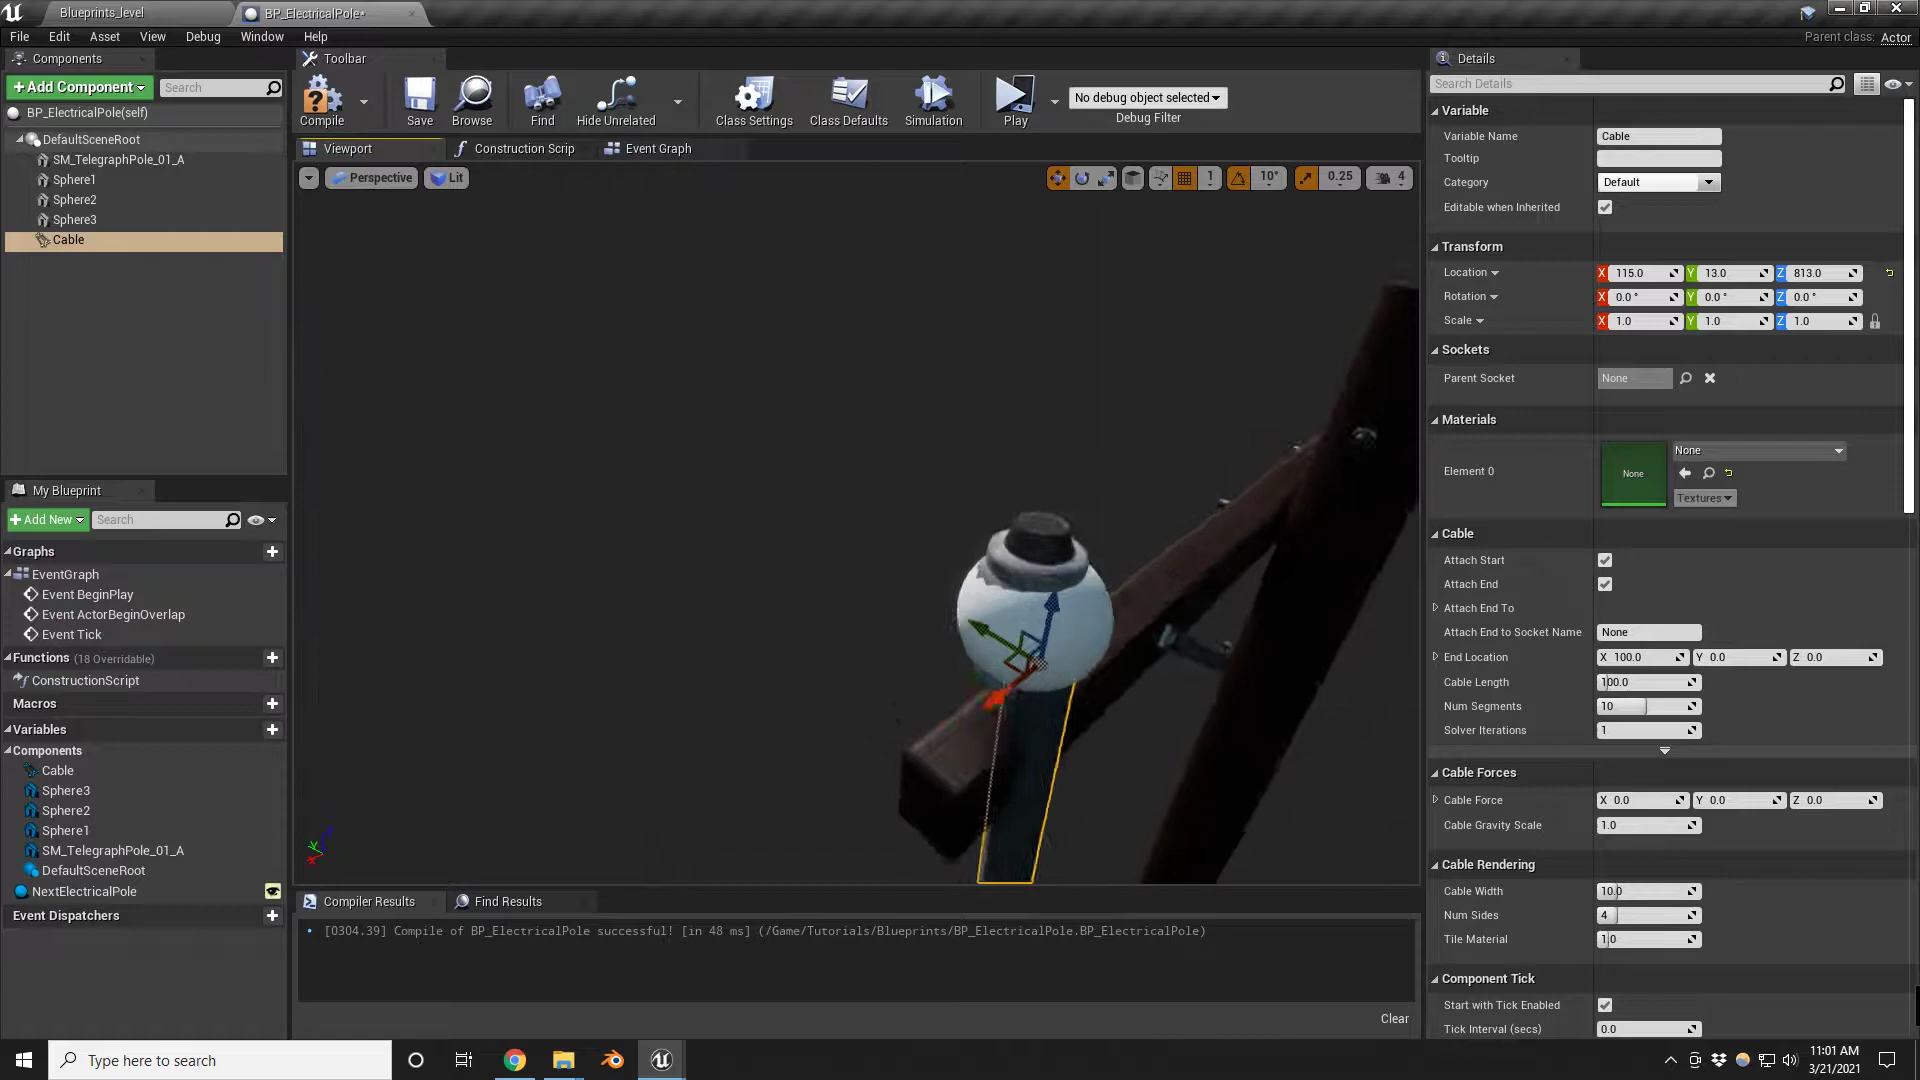 Blueprints_level
BP_ElectricalPole*
File Edit Asset View Debug Window Help
Parent class: Actor
Components
Add Component
Search
BP_ElectricalPole(self)
DefaultSceneRoot
SM_TelegraphPole_01_A
Sphere1
Sphere2
Sphere3
Cable
My Blueprint
Add New
Search
Graphs
EventGraph
Event BeginPlay
Event ActorBeginOverlap
Event Tick
Functions (18 Overridable)
ConstructionScript
Macros
Variables
Components
Cable
Sphere3
Sphere2
Sphere1
SM_TelegraphPole_01_A
DefaultSceneRoot
NextElectricalPole
Event Dispatchers
Toolbar
Compile
Save
Browse
Find
Hide Unrelated
Class Settings
Class Defaults
Simulation
Play
No debug object selected
Debug Filter
Viewport
Construction Scrip
Event Graph
Perspective
Lit
1
10°
0.25
4
Compiler Results
Find Results
[0304.39] Compile of BP_ElectricalPole successful! [in 48 ms] (/Game/Tutorials/Blueprints/BP_ElectricalPole.BP_ElectricalPole)
Clear
Details
Search Details
Variable
Variable Name Cable
Tooltip
Category Default
Editable when Inherited
Transform
Location X 115.0 Y 13.0 Z 813.0
Rotation X 0.0 ° Y 0.0 ° Z 0.0 °
Scale X 1.0 Y 1.0 Z 1.0
Sockets
Parent Socket None
Materials
Element 0 None None
Textures
Cable
Attach Start
Attach End
Attach End To
Attach End to Socket Name None
End Location X 100.0 Y 0.0 Z 0.0
Cable Length 100.0
Num Segments 10
Solver Iterations 1
Cable Forces
Cable Force X 0.0 Y 0.0 Z 0.0
Cable Gravity Scale 1.0
Cable Rendering
Cable Width 10.0
Num Sides 4
Tile Material 1.0
Component Tick
Start with Tick Enabled
Tick Interval (secs) 0.0
Type here to search
11:01 AM
3/21/2021